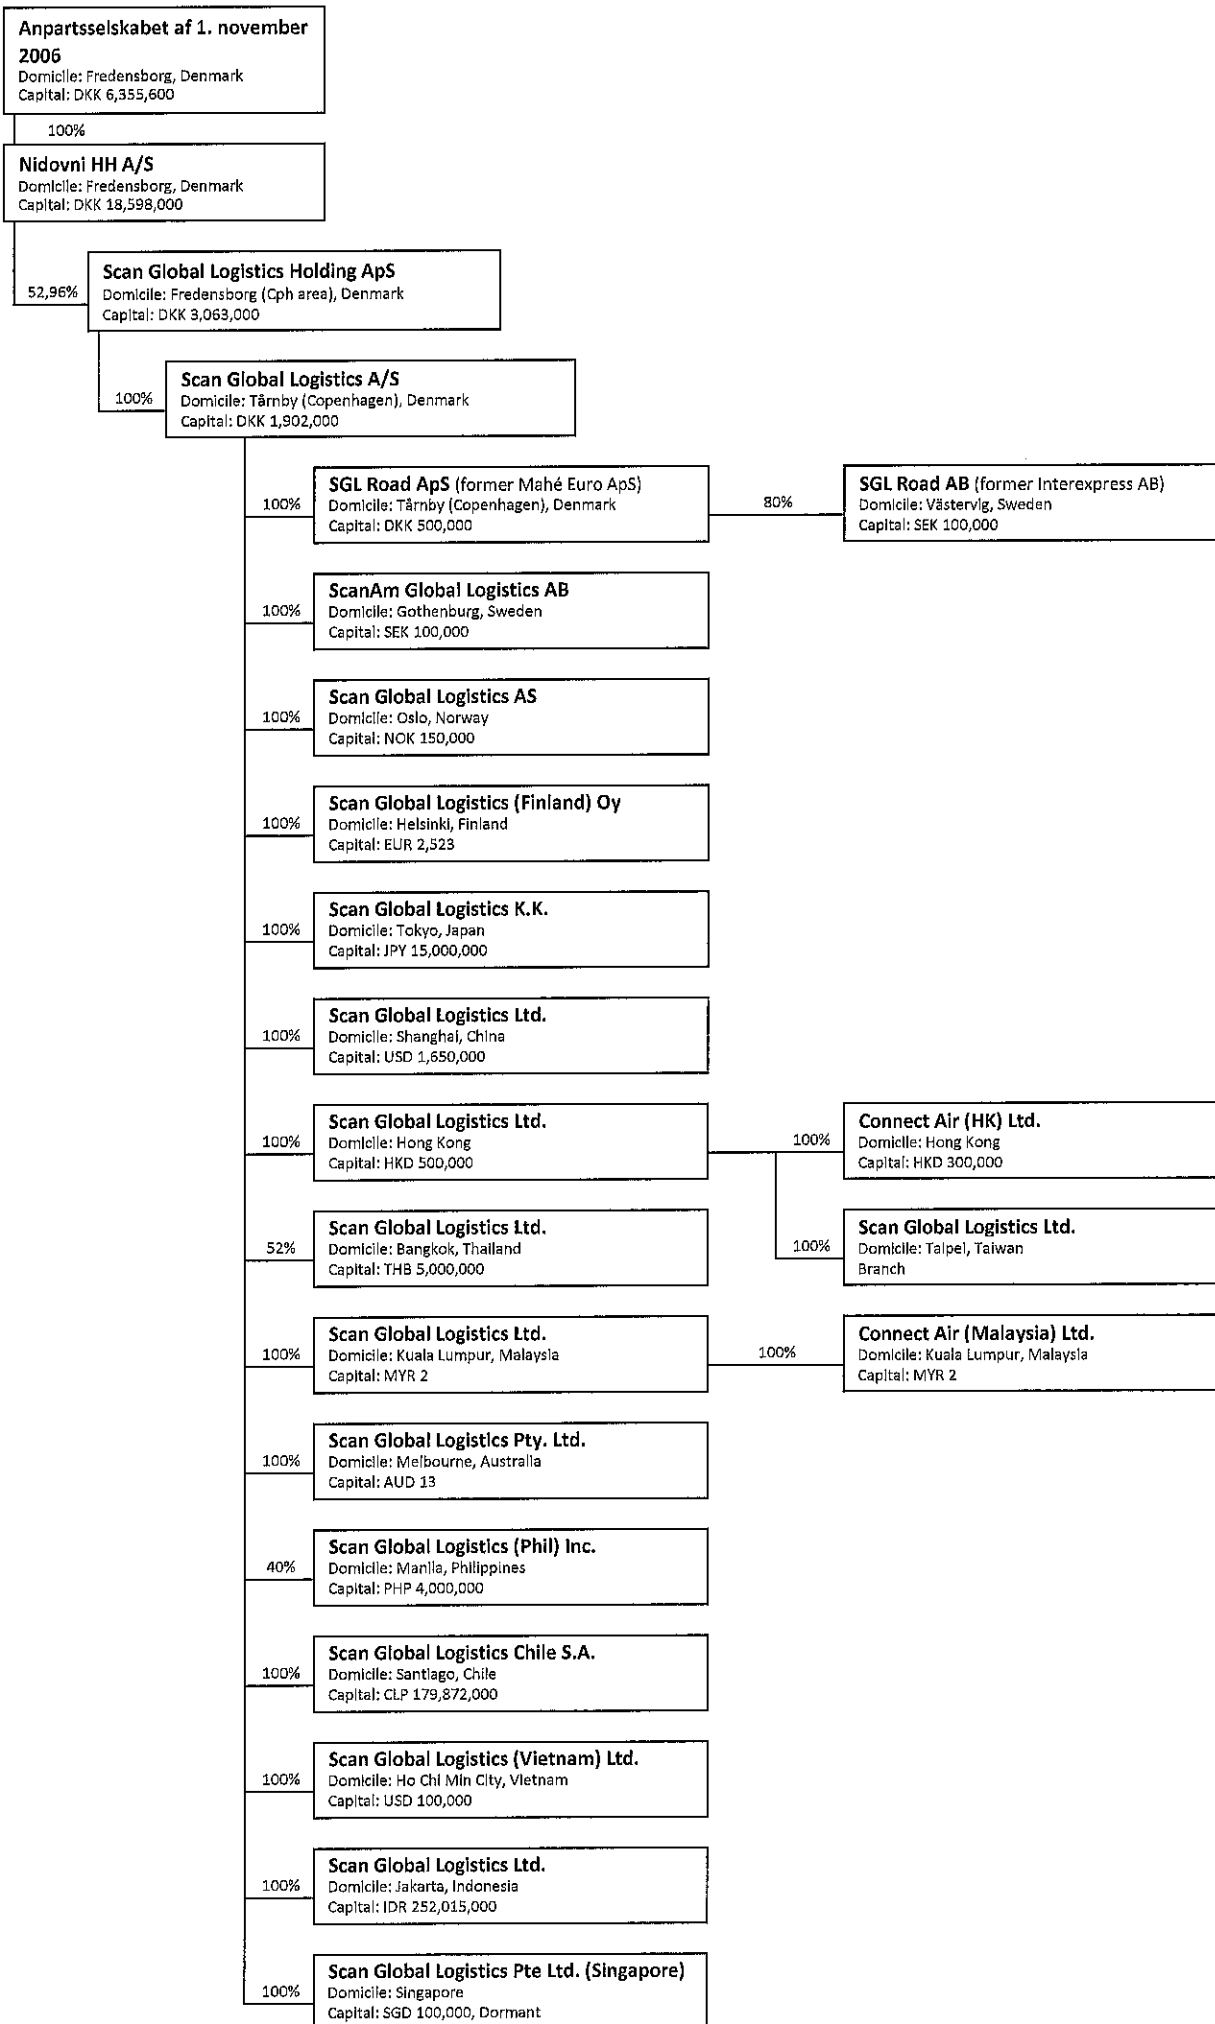 Anpartsselskabet af 1. november
2006
Domicile: Fredensborg, Denmark
Capital: DKK 6,355,600
100%
Nidovni HH A/S
Domicile: Fredensborg, Denmark
Capital: DKK 18,598,000
52,96%
Scan Global Logistics Holding ApS
Domicile: Fredensborg (Cph area), Denmark
Capital: DKK 3,063,000
100%
Scan Global Logistics A/S
Domicile: Tårnby (Copenhagen), Denmark
Capital: DKK 1,902,000
100%
SGL Road ApS (former Mahé Euro ApS)
Domicile: Tårnby (Copenhagen), Denmark
Capital: DKK 500,000
80%
SGL Road AB (former Interexpress AB)
Domicile: Västervig, Sweden
Capital: SEK 100,000
100%
ScanAm Global Logistics AB
Domicile: Gothenburg, Sweden
Capital: SEK 100,000
100%
Scan Global Logistics AS
Domicile: Oslo, Norway
Capital: NOK 150,000
100%
Scan Global Logistics (Finland) Oy
Domicile: Helsinki, Finland
Capital: EUR 2,523
100%
Scan Global Logistics K.K.
Domicile: Tokyo, Japan
Capital: JPY 15,000,000
100%
Scan Global Logistics Ltd.
Domicile: Shanghai, China
Capital: USD 1,650,000
100%
Scan Global Logistics Ltd.
Domicile: Hong Kong
Capital: HKD 500,000
100%
Connect Air (HK) Ltd.
Domicile: Hong Kong
Capital: HKD 300,000
52%
Scan Global Logistics Ltd.
Domicile: Bangkok, Thailand
Capital: THB 5,000,000
100%
Scan Global Logistics Ltd.
Domicile: Taipei, Taiwan
Branch
100%
Scan Global Logistics Ltd.
Domicile: Kuala Lumpur, Malaysia
Capital: MYR 2
100%
Connect Air (Malaysia) Ltd.
Domicile: Kuala Lumpur, Malaysia
Capital: MYR 2
100%
Scan Global Logistics Pty. Ltd.
Domicile: Melbourne, Australia
Capital: AUD 13
40%
Scan Global Logistics (Phil) Inc.
Domicile: Manila, Philippines
Capital: PHP 4,000,000
100%
Scan Global Logistics Chile S.A.
Domicile: Santiago, Chile
Capital: CLP 179,872,000
100%
Scan Global Logistics (Vietnam) Ltd.
Domicile: Ho Chi Min City, Vietnam
Capital: USD 100,000
100%
Scan Global Logistics Ltd.
Domicile: Jakarta, Indonesia
Capital: IDR 252,015,000
100%
Scan Global Logistics Pte Ltd. (Singapore)
Domicile: Singapore
Capital: SGD 100,000, Dormant